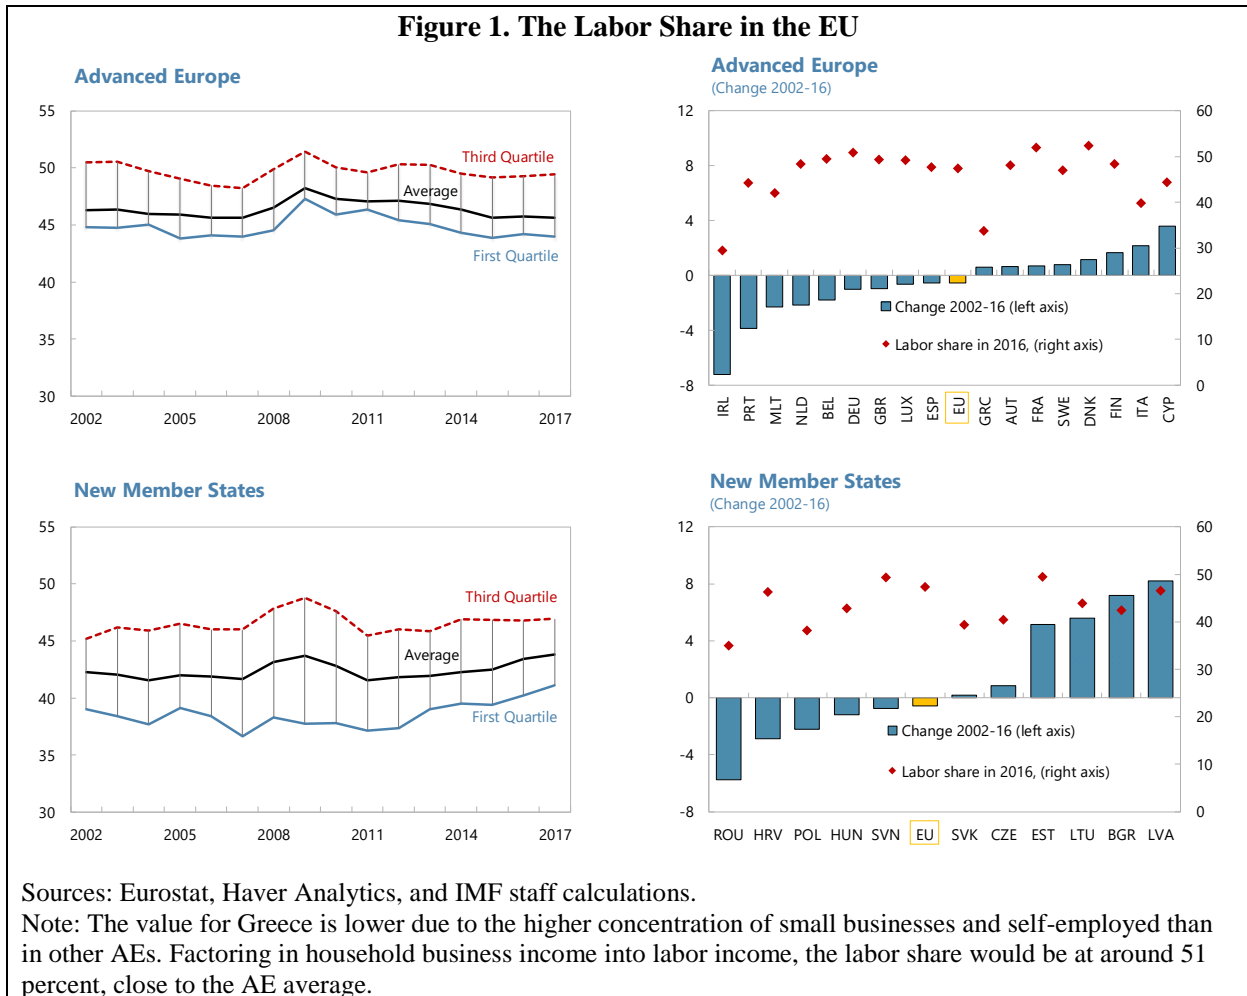 Figure 1. The Labor Share in the EU
Advanced Europe
55
50
45
40
35
30
Third Quartile
Average
First Quartile
2002 2005 2008 2011 2014 2017
Advanced Europe
(Change 2002-16)
12
8
4
0
-4
-8
60
50
40
30
20
10
0
Change 2002-16 (left axis)
Labor share in 2016, (right axis)
IRL PRT MLT NLD BEL DEU GBR LUX ESP EU GRC AUT FRA SWE DNK FIN ITA CYP
New Member States
55
50
45
40
35
30
Third Quartile
Average
First Quartile
2002 2005 2008 2011 2014 2017
New Member States
(Change 2002-16)
12
8
4
0
-4
-8
60
50
40
30
20
10
0
Change 2002-16 (left axis)
Labor share in 2016, (right axis)
ROU HRV POL HUN SVN EU SVK CZE EST LTU BGR LVA
Sources: Eurostat, Haver Analytics, and IMF staff calculations.
Note: The value for Greece is lower due to the higher concentration of small businesses and self-employed than
in other AEs. Factoring in household business income into labor income, the labor share would be at around 51
percent, close to the AE average.